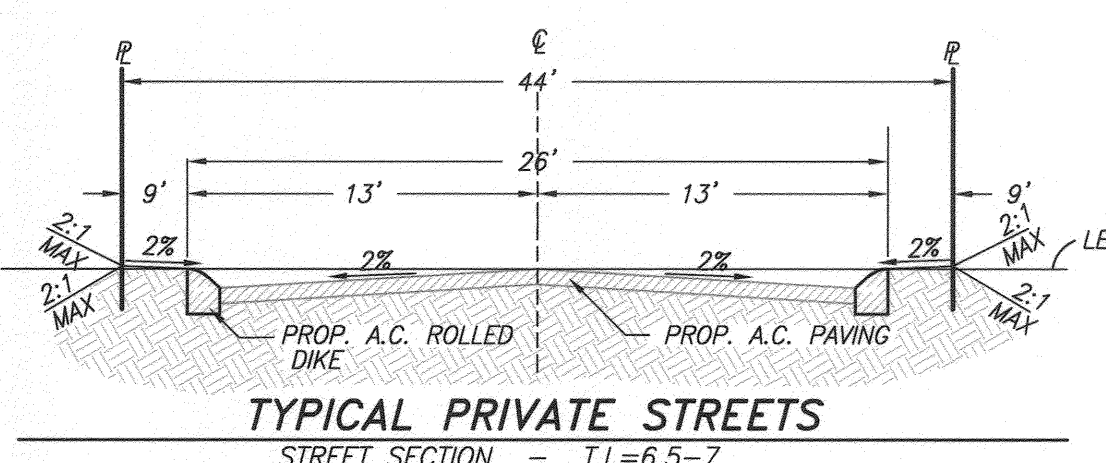 ℄
PL PL
44'
26'
9' 13' 13' 9'
2:1 MAX 2% 2% 2% 2% 2:1 MAX
LE
2:1 MAX 2:1 MAX
PROP. A.C. ROLLED DIKE
PROP. A.C. PAVING
TYPICAL PRIVATE STREETS
STREET SECTION – T.I.=6.5–7